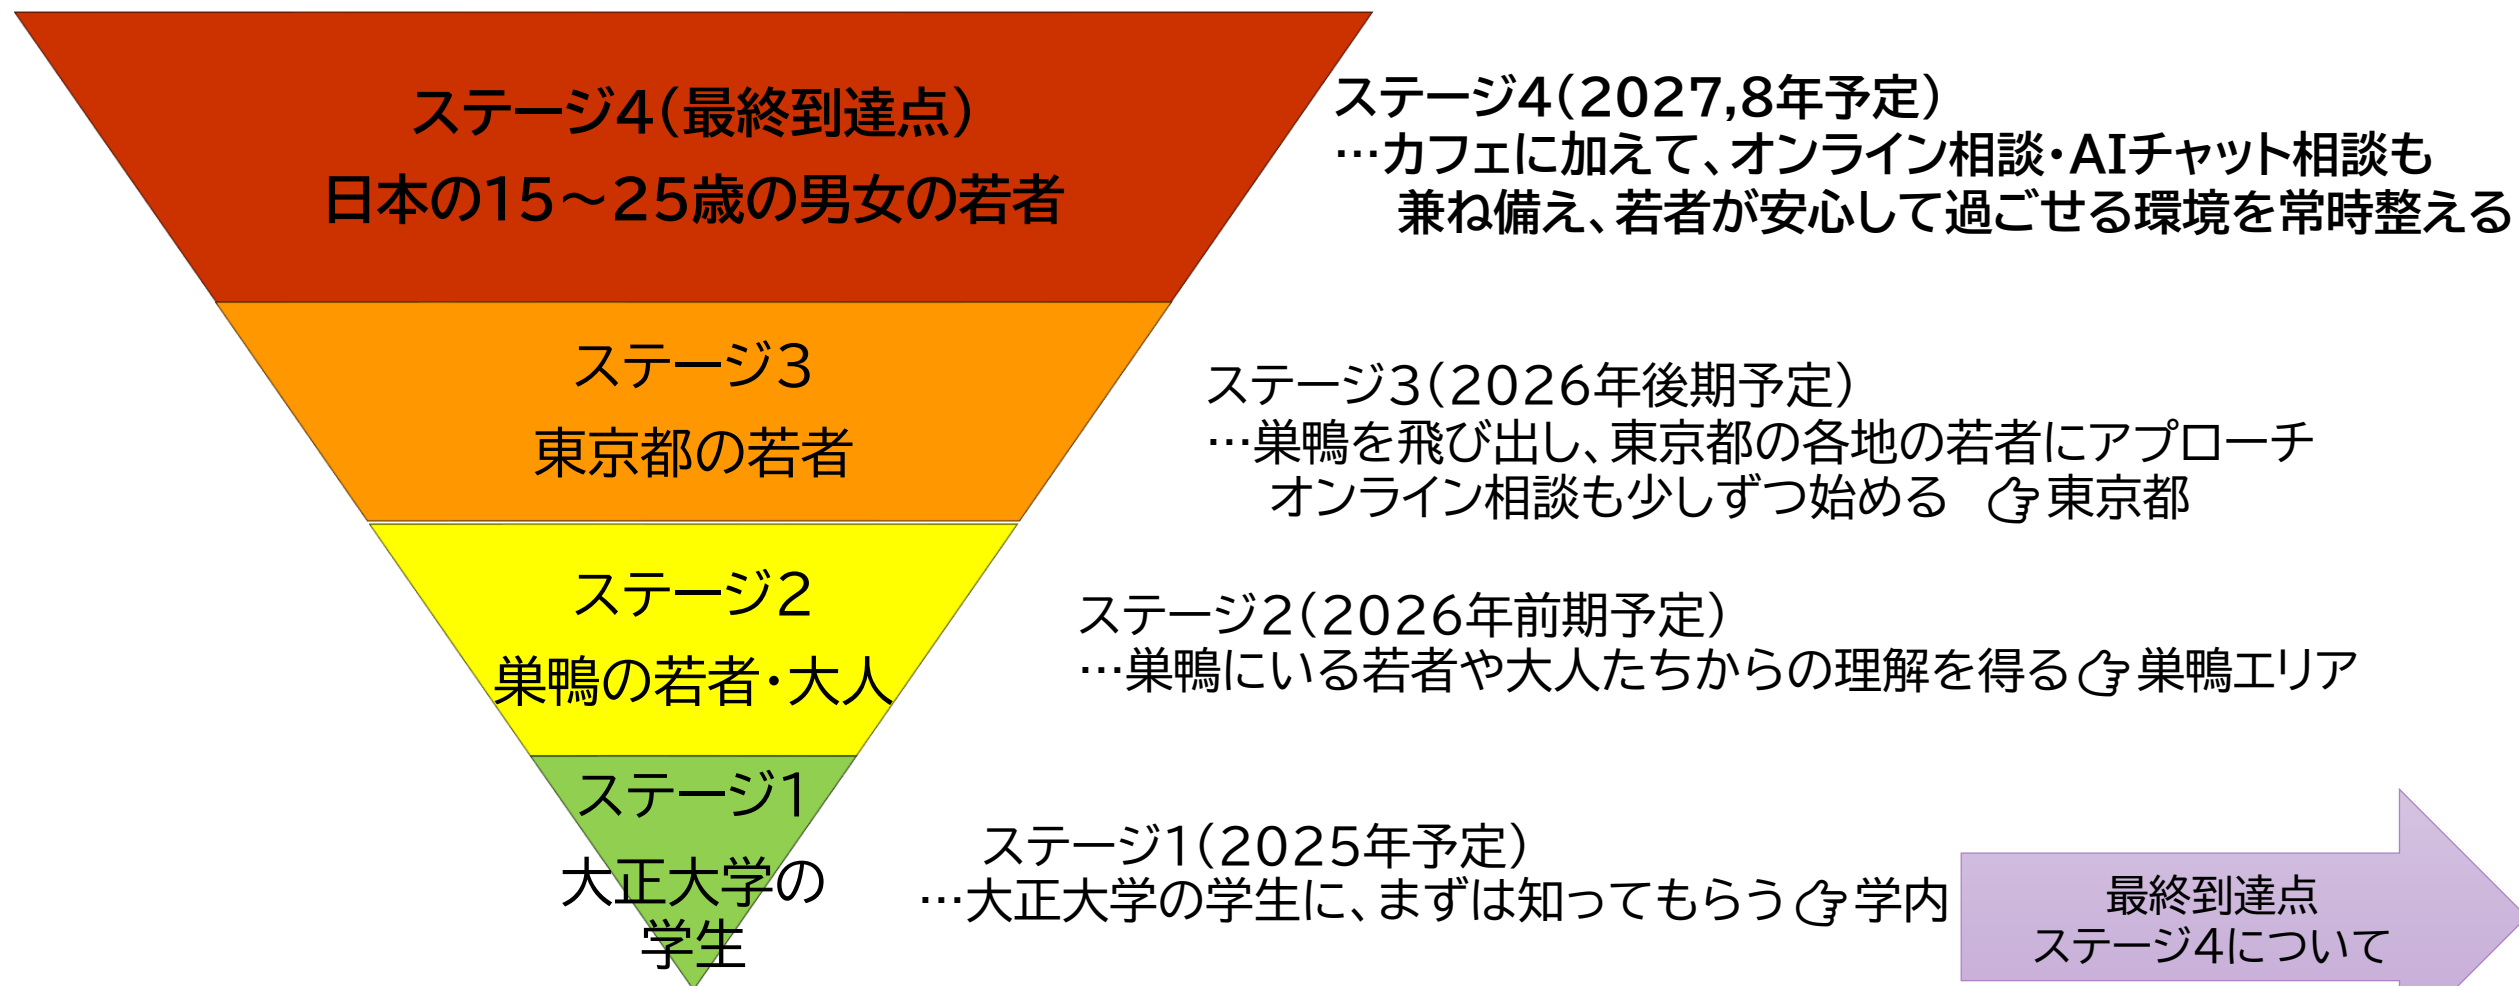 ステージ4(最終到達点)
日本の15～25歳の男女の若者
ステージ4(2027,8年予定)
…カフェに加えて、オンライン相談・AIチャット相談も
兼ね備え、若者が安心して過ごせる環境を常時整える
ステージ3
東京都の若者
ステージ3(2026年後期予定)
…巣鴨を飛び出し、東京都の各地の若者にアプローチ
オンライン相談も少しずつ始める　👉東京都
ステージ2
巣鴨の若者・大人
ステージ2(2026年前期予定)
…巣鴨にいる若者や大人たちからの理解を得る👉巣鴨エリア
ステージ1
大正大学の
学生
ステージ1(2025年予定)
…大正大学の学生に、まずは知ってもらう👉学内
最終到達点
ステージ4について